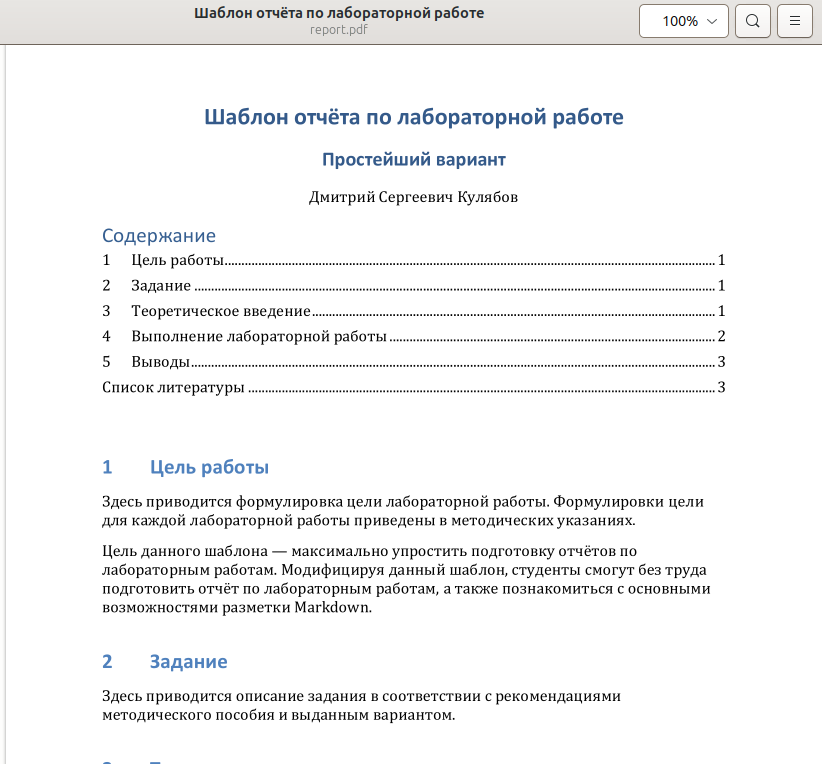 Шаблон отчёта по лабораторной работе
report.pdf
100%
Шаблон отчёта по лабораторной работе
Простейший вариант
Дмитрий Сергеевич Кулябов
Содержание
1 Цель работы 1
2 Задание 1
3 Теоретическое введение 1
4 Выполнение лабораторной работы 2
5 Выводы 3
Список литературы 3
1 Цель работы
Здесь приводится формулировка цели лабораторной работы. Формулировки цели
для каждой лабораторной работы приведены в методических указаниях.
Цель данного шаблона — максимально упростить подготовку отчётов по
лабораторным работам. Модифицируя данный шаблон, студенты смогут без труда
подготовить отчёт по лабораторным работам, а также познакомиться с основными
возможностями разметки Markdown.
2 Задание
Здесь приводится описание задания в соответствии с рекомендациями
методического пособия и выданным вариантом.